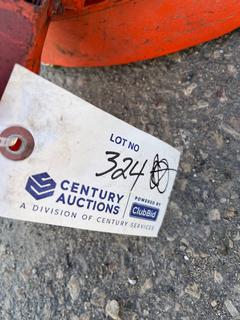 LOT NO
324
CENTURY
AUCTIONS
A DIVISION OF CENTURY SERVICES
POWERED BY
ClubBid